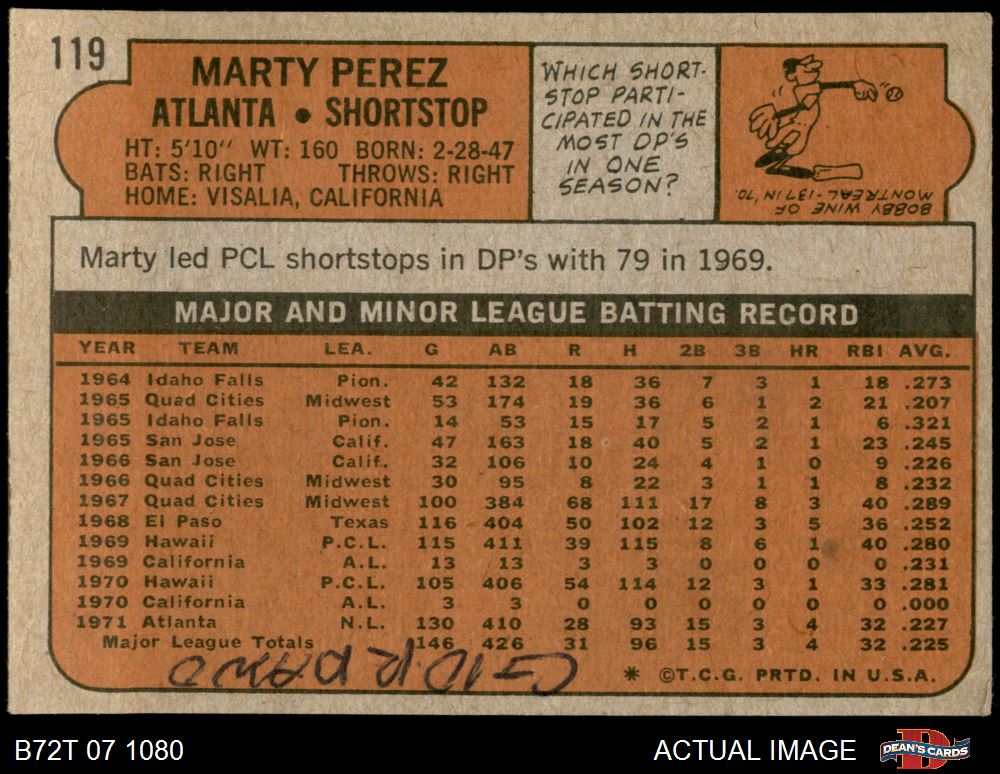 119
MARTY PEREZ
ATLANTA • SHORTSTOP
HT: 5'10" WT: 160 BORN: 2-28-47
BATS: RIGHT THROWS: RIGHT
HOME: VISALIA, CALIFORNIA
WHICH SHORT-
STOP PARTI-
CIPATED IN THE
MOST DP'S
IN ONE
SEASON?
BOBBY WINE OF
MONTREAL-137 IN '70.
Marty led PCL shortstops in DP's with 79 in 1969.
MAJOR AND MINOR LEAGUE BATTING RECORD
YEAR TEAM LEA. G AB R H 2B 3B HR RBI AVG.
1964 Idaho Falls Pion. 42 132 18 36 7 3 1 18 .273
1965 Quad Cities Midwest 53 174 19 36 6 1 2 21 .207
1965 Idaho Falls Pion. 14 53 15 17 5 2 1 6 .321
1965 San Jose Calif. 47 163 18 40 5 2 1 23 .245
1966 San Jose Calif. 32 106 10 24 4 1 0 9 .226
1966 Quad Cities Midwest 30 95 8 22 3 1 1 8 .232
1967 Quad Cities Midwest 100 384 68 111 17 8 3 40 .289
1968 El Paso Texas 116 404 50 102 12 3 5 36 .252
1969 Hawaii P.C.L. 115 411 39 115 8 6 1 40 .280
1969 California A.L. 13 13 3 3 0 0 0 0 .231
1970 Hawaii P.C.L. 105 406 54 114 12 3 1 33 .281
1970 California A.L. 3 3 0 0 0 0 0 0 .000
1971 Atlanta N.L. 130 410 28 93 15 3 4 32 .227
Major League Totals 146 426 31 96 15 3 4 32 .225
* ©T.C.G. PRTD. IN U.S.A.
B72T 07 1080
ACTUAL IMAGE
DEAN'S CARDS